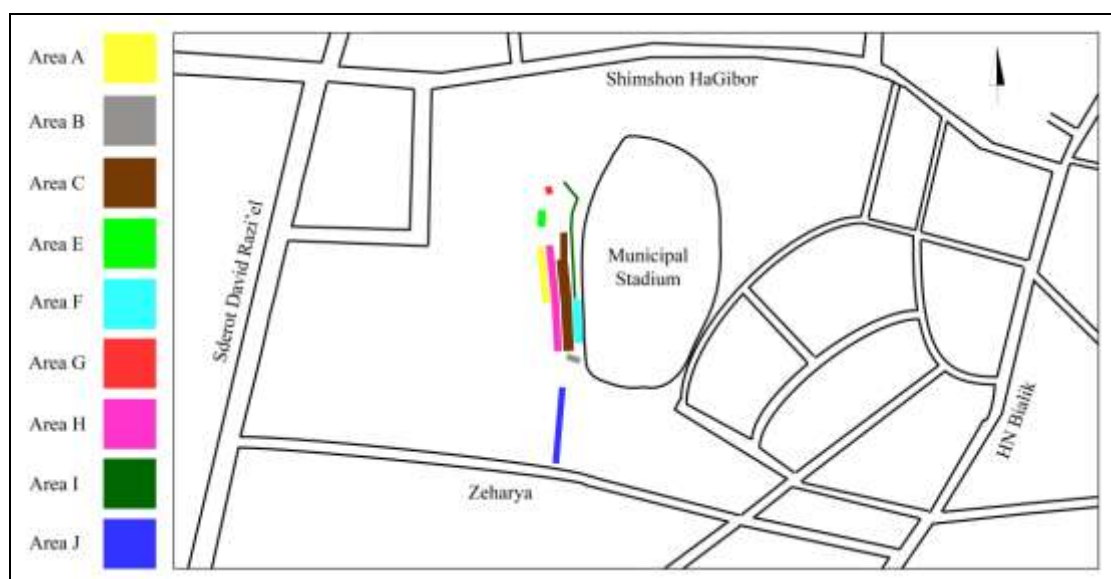 Area A
Area B
Area C
Area E
Area F
Area G
Area H
Area I
Area J
Shimshon HaGibor
Sderot David Razi'el
Municipal
Stadium
HN Bialik
Zeharya